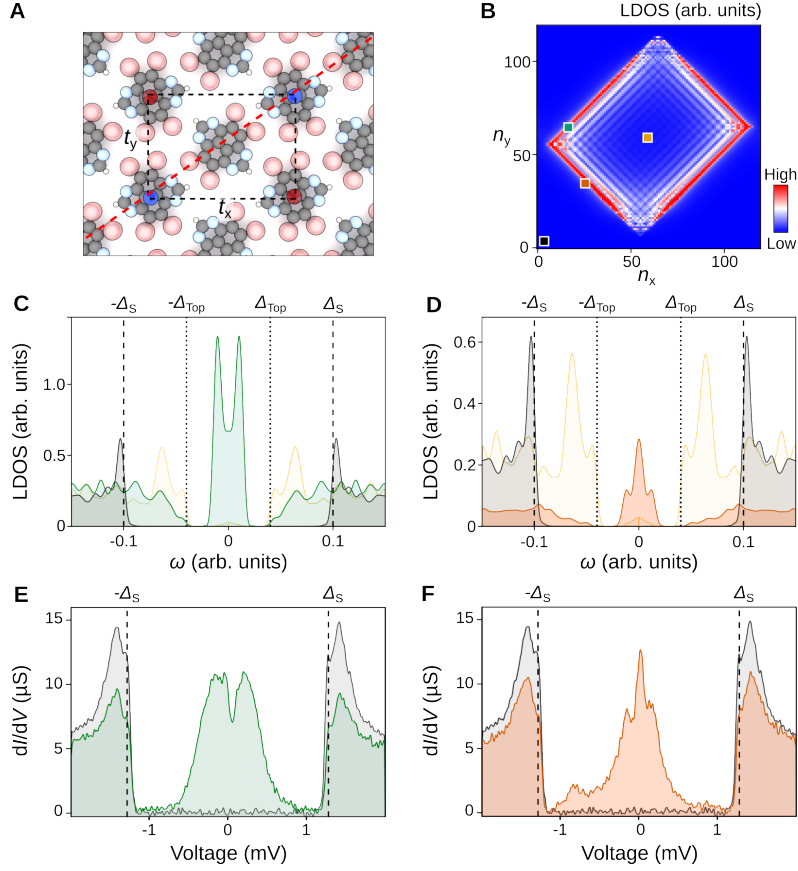 A
t_y
t_x
B
LDOS (arb. units)
100
n_y
50
0
0
50
100
n_x
High
Low
C
-Δ_S
-Δ_Top
Δ_Top
Δ_S
LDOS (arb. units)
1.0
0.5
0
-0.1
0
0.1
ω (arb. units)
D
-Δ_S
-Δ_Top
Δ_Top
Δ_S
LDOS (arb. units)
0.6
0.4
0.2
0
-0.1
0
0.1
ω (arb. units)
E
-Δ_S
Δ_S
dI/dV (µS)
15
10
5
0
-1
0
1
Voltage (mV)
F
-Δ_S
Δ_S
dI/dV (µS)
15
10
5
0
-1
0
1
Voltage (mV)